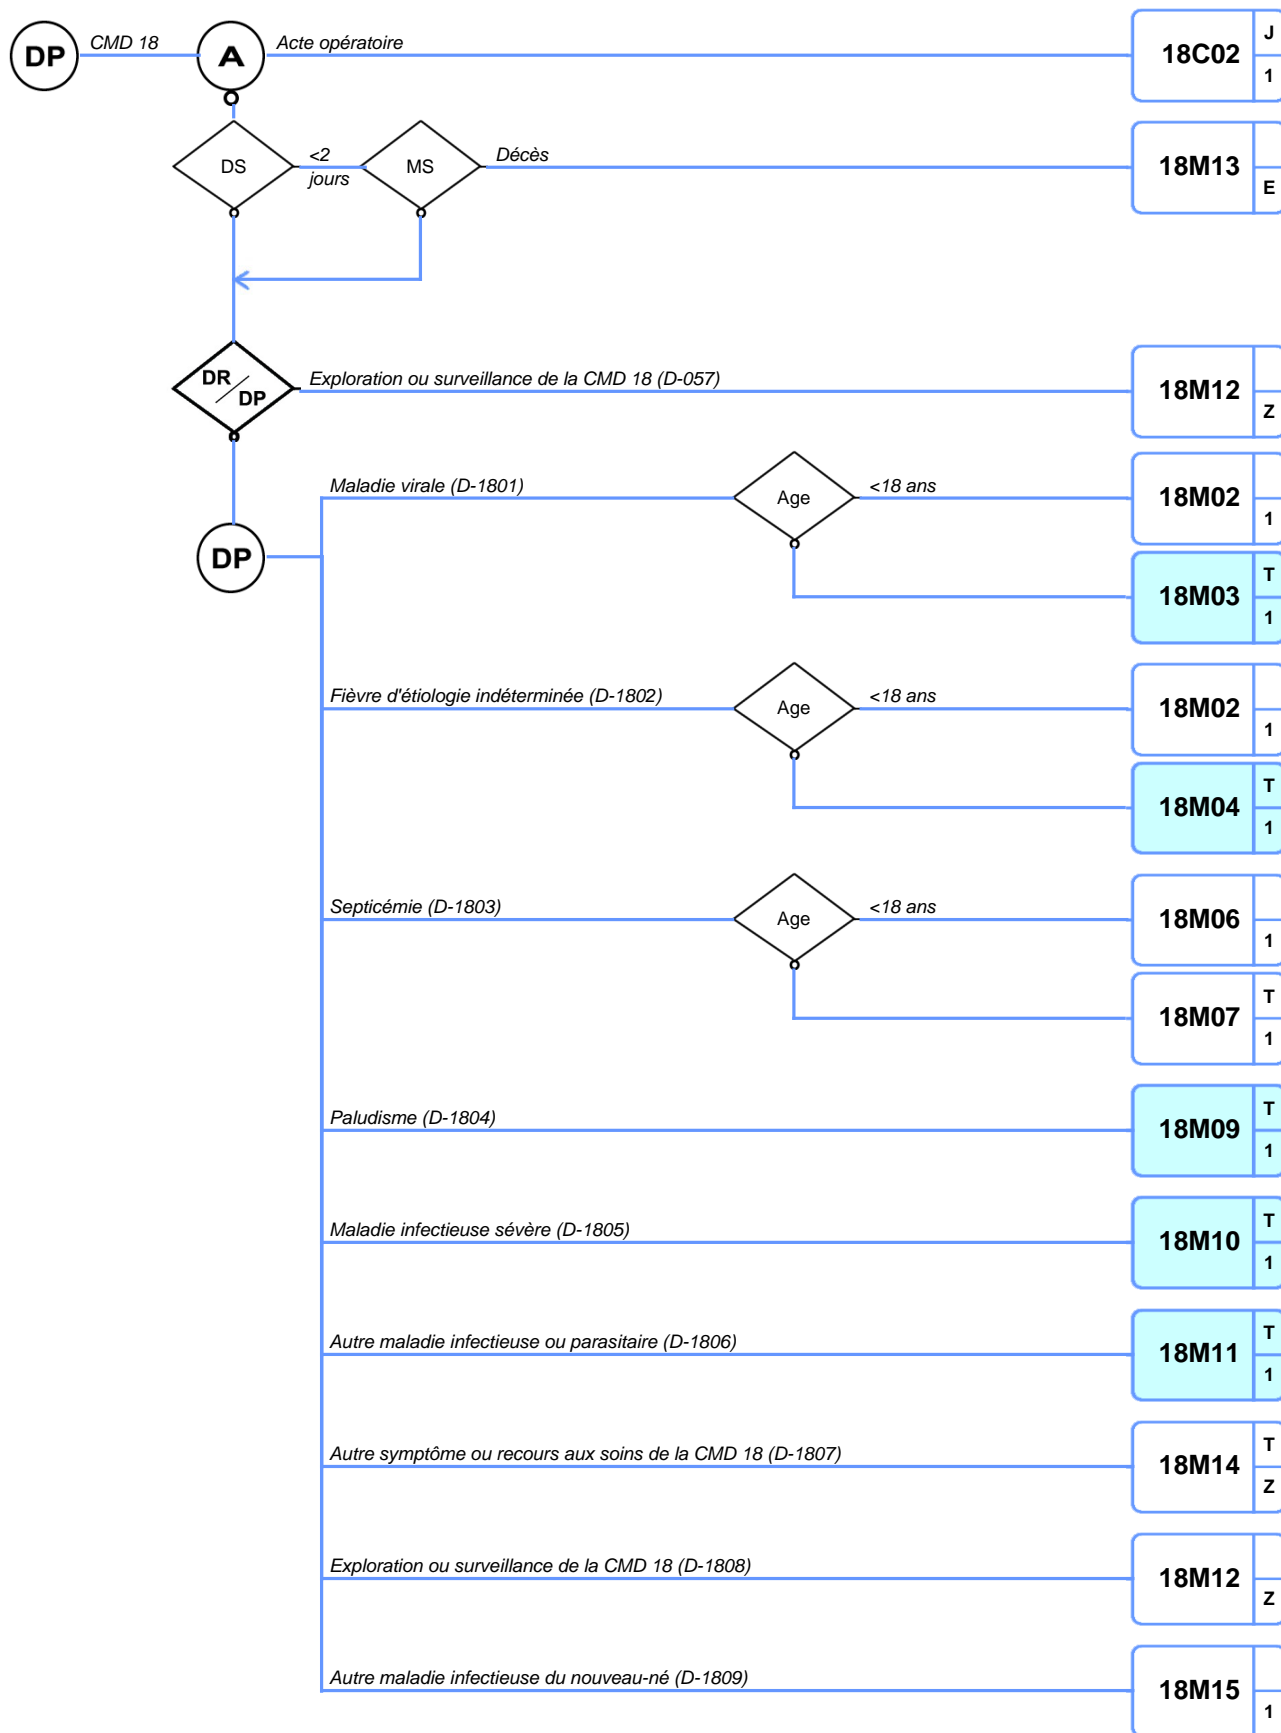 DP
CMD 18
A
Acte opératoire
18C02
J
1
DS
<2
jours
MS
Décès
18M13
E
DR
DP
Exploration ou surveillance de la CMD 18 (D-057)
18M12
Z
DP
Maladie virale (D-1801)
Age
<18 ans
18M02
1
18M03
T
1
Fièvre d'étiologie indéterminée (D-1802)
Age
<18 ans
18M02
1
18M04
T
1
Septicémie (D-1803)
Age
<18 ans
18M06
1
18M07
T
1
Paludisme (D-1804)
18M09
T
1
Maladie infectieuse sévère (D-1805)
18M10
T
1
Autre maladie infectieuse ou parasitaire (D-1806)
18M11
T
1
Autre symptôme ou recours aux soins de la CMD 18 (D-1807)
18M14
T
Z
Exploration ou surveillance de la CMD 18 (D-1808)
18M12
Z
Autre maladie infectieuse du nouveau-né (D-1809)
18M15
1